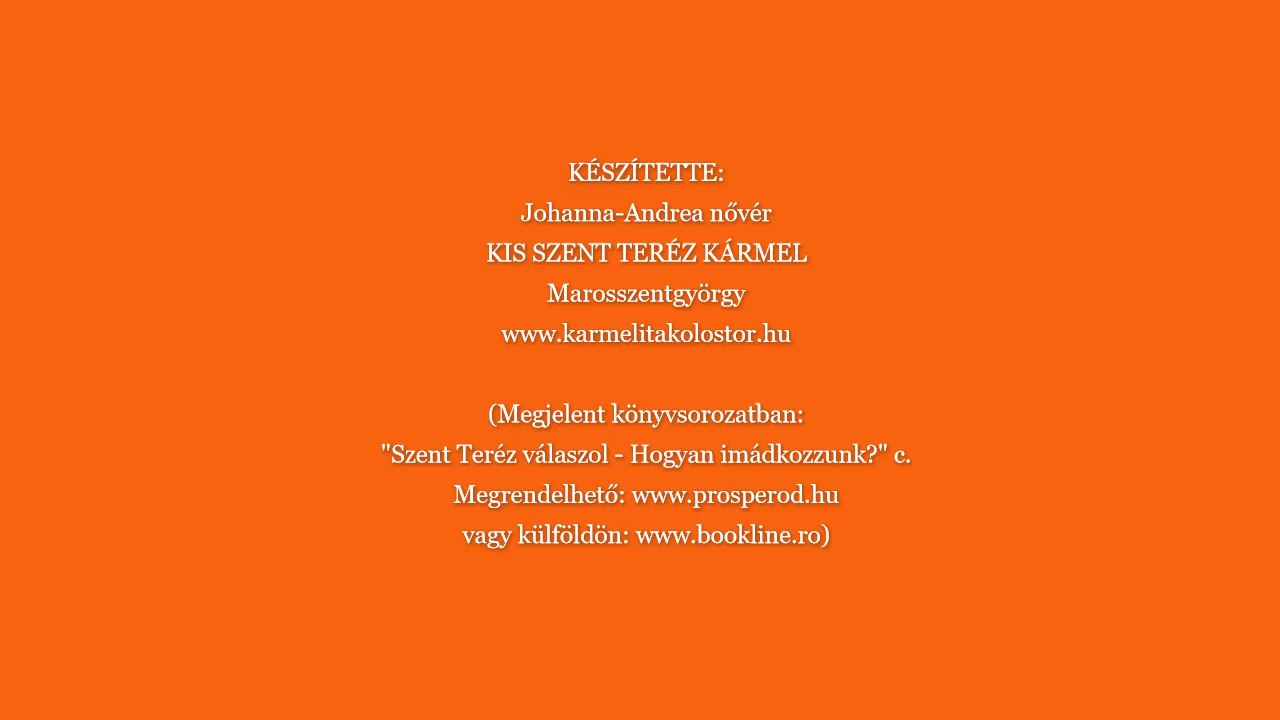 KÉSZÍTETTE:
Johanna-Andrea nővér
KIS SZENT TERÉZ KÁRMEL
Marosszentgyörgy
www.karmelitakolostor.hu
(Megjelent könyvsorozatban:
"Szent Teréz válaszol - Hogyan imádkozzunk?" c.
Megrendelhető: www.prosperod.hu
vagy külföldön: www.bookline.ro)